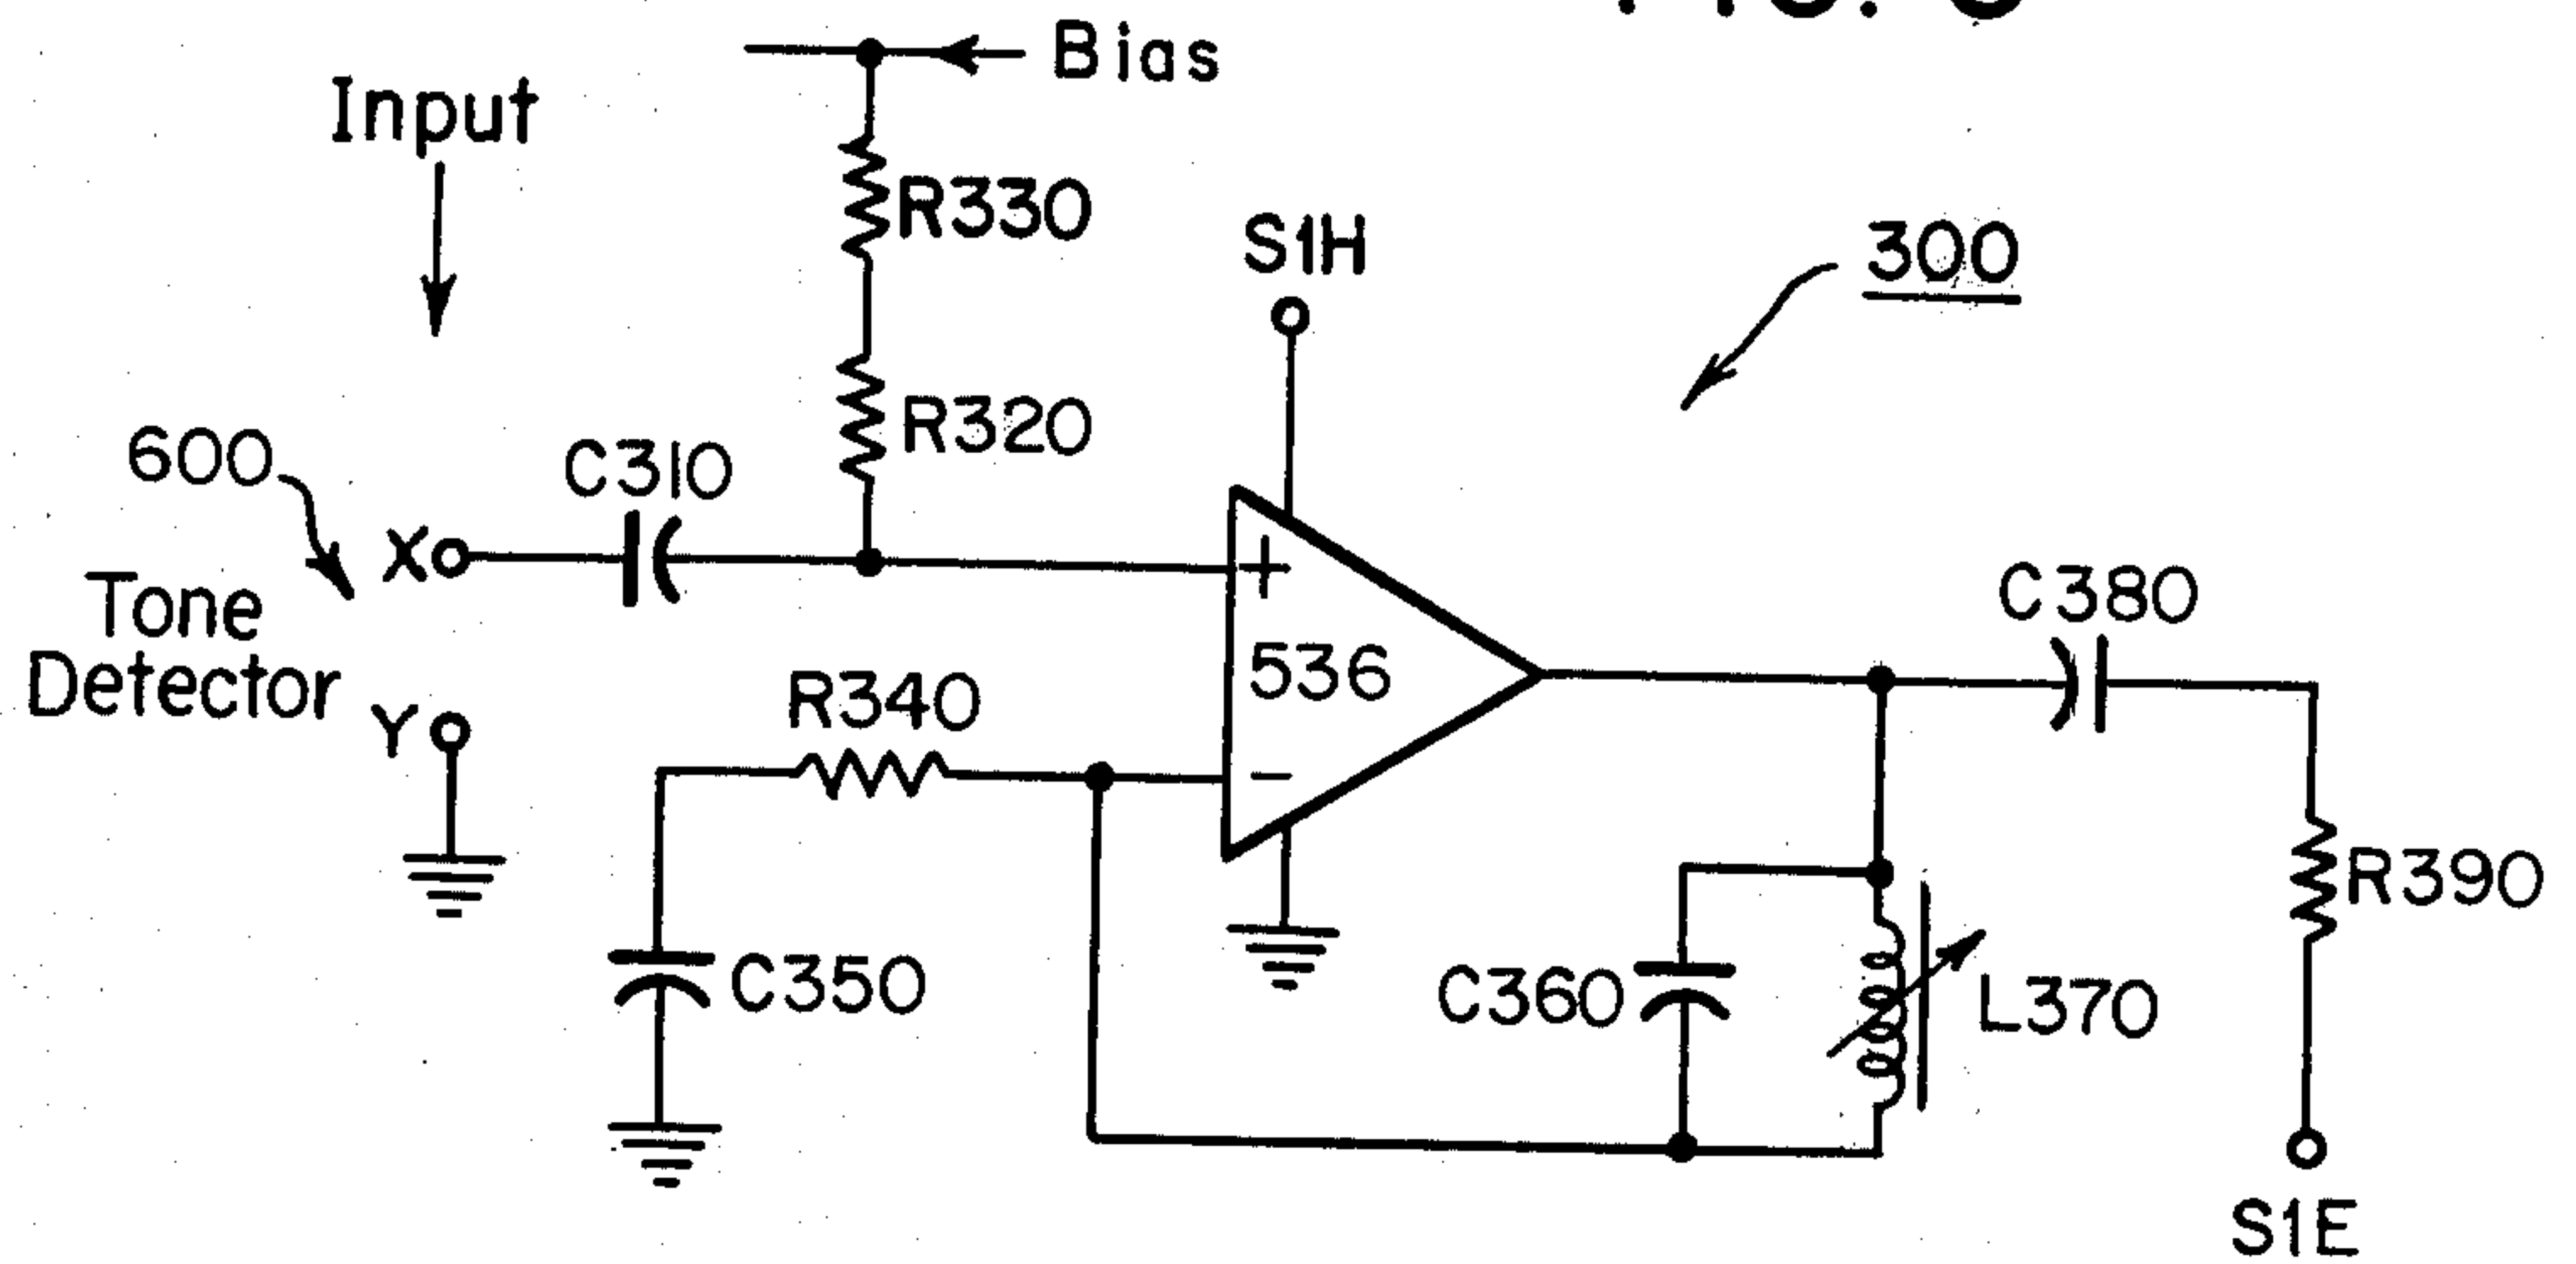 Bias
Input
R330
S1H
300
R320
600
C310
X
+
Tone
Detector
C380
536
R340
Y
−
R390
C350
C360
L370
S1E